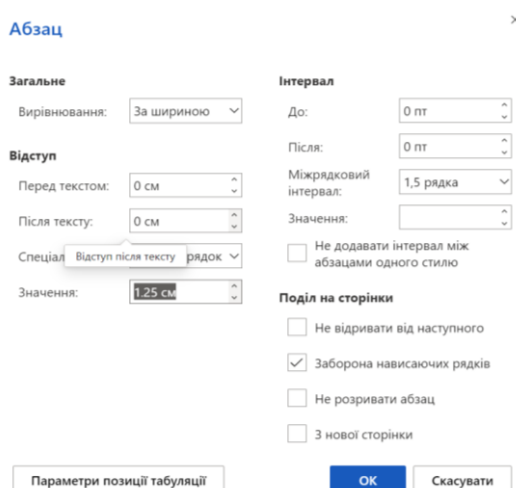 Абзац
Загальне
Вирівнювання: За шириною
Відступ
Перед текстом: 0 см
Після тексту: 0 см
Спеціал рядок
Відступ після тексту
Значення: 1.25 см
Інтервал
До: 0 пт
Після: 0 пт
Міжрядковий
інтервал: 1,5 рядка
Значення:
Не додавати інтервал між
абзацами одного стилю
Поділ на сторінки
Не відривати від наступного
Заборона нависаючих рядків
Не розривати абзац
З нової сторінки
Параметри позиції табуляції
ОК
Скасувати